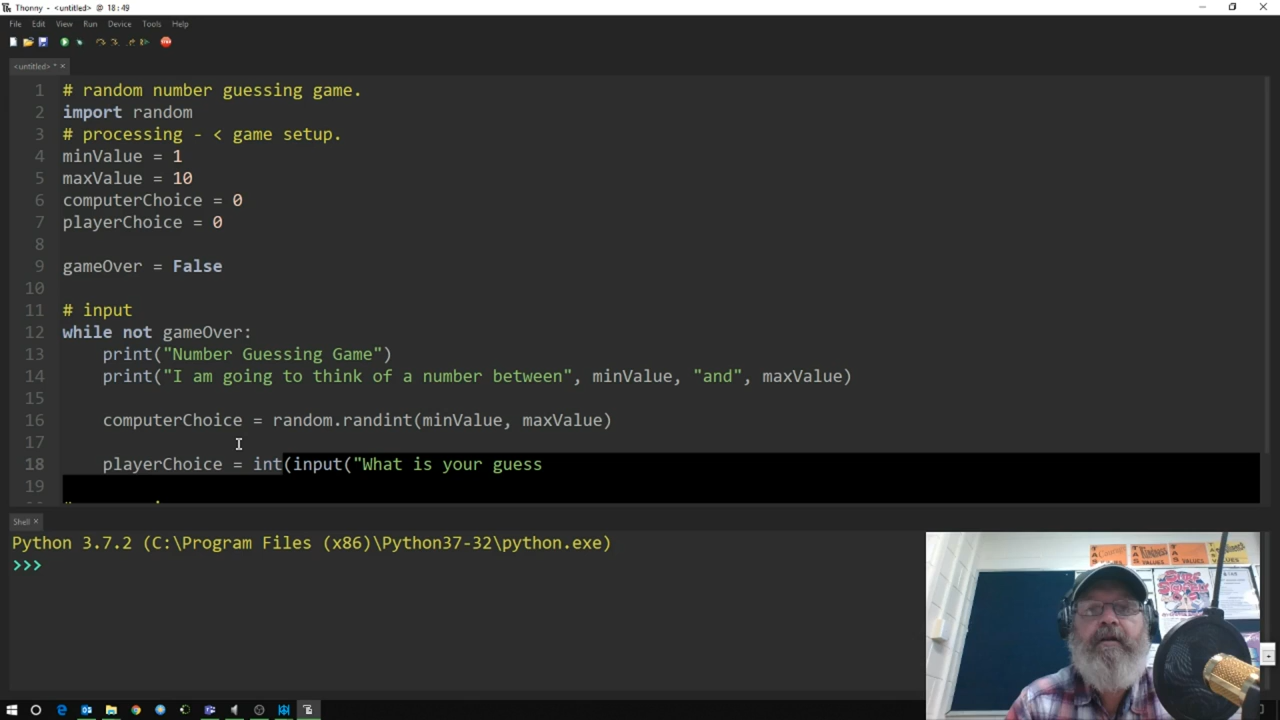 Thonny - <untitled> @ 18 : 49
File Edit View Run Device Tools Help
<untitled> * ×
1 # random number guessing game.
2 import random
3 # processing - < game setup.
4 minValue = 1
5 maxValue = 10
6 computerChoice = 0
7 playerChoice = 0
8
9 gameOver = False
10
11 # input
12 while not gameOver:
13 print("Number Guessing Game")
14 print("I am going to think of a number between", minValue, "and", maxValue)
15
16 computerChoice = random.randint(minValue, maxValue)
17
18 playerChoice = int(input("What is your guess
19
Shell ×
Python 3.7.2 (C:\Program Files (x86)\Python37-32\python.exe)
>>>
VALUES
VALUES